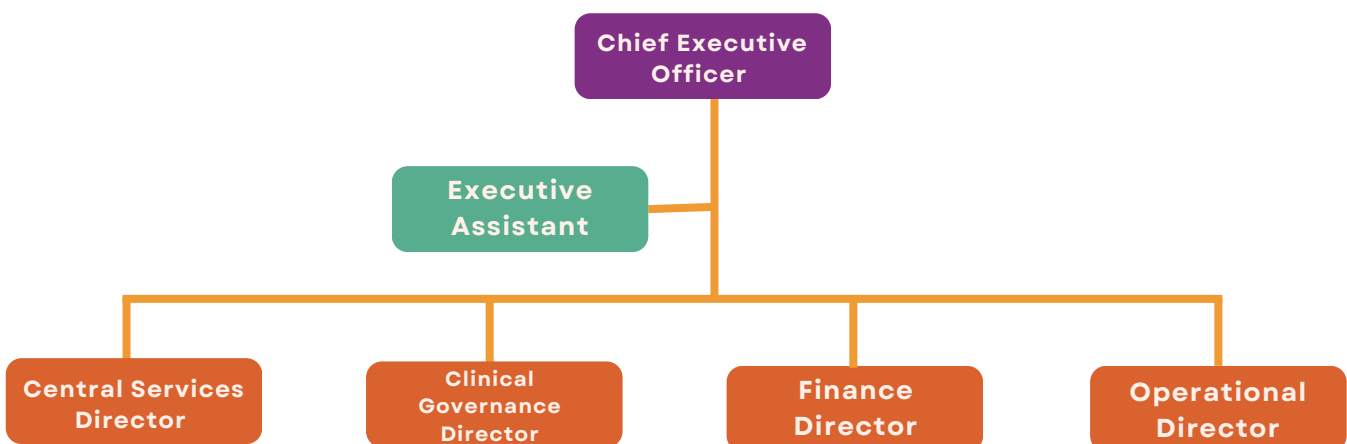 Chief Executive
Officer
Executive
Assistant
Central Services
Director
Clinical
Governance
Director
Finance
Director
Operational
Director